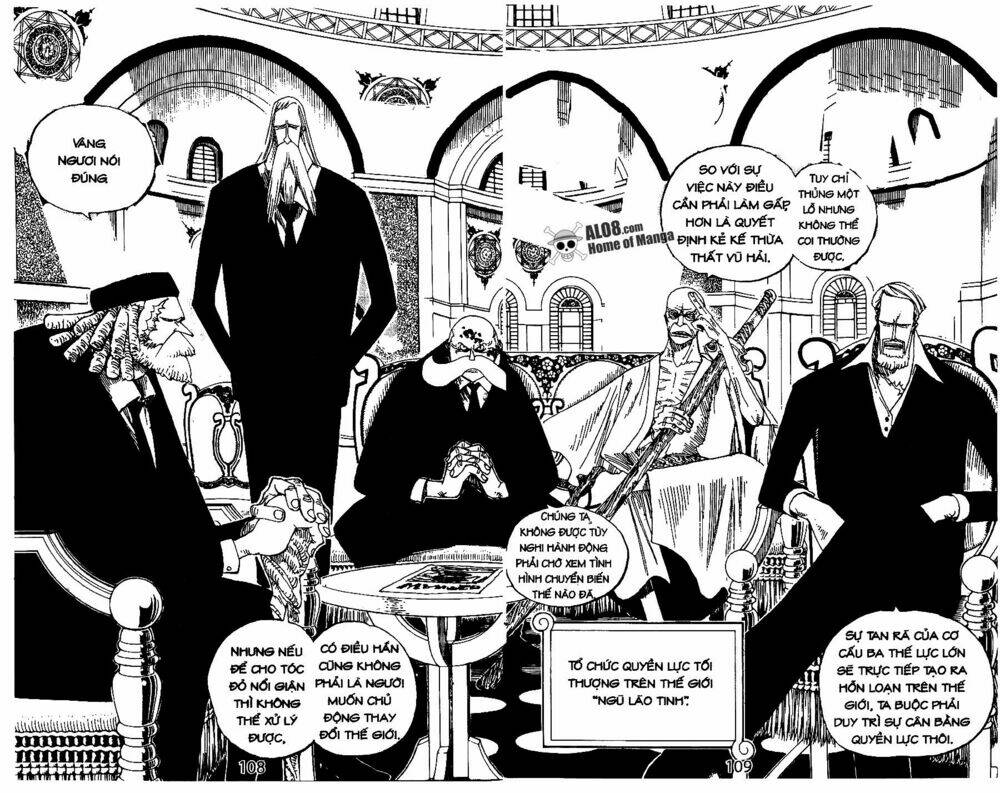 VÂNG
NGƯƠI NÓI
ĐÚNG
SO VỚI SỰ
VIỆC NÀY ĐIỀU
CẦN PHẢI LÀM GẤP
HƠN LÀ QUYẾT
ĐỊNH KẺ KẾ THỪA
THẤT VŨ HẢI.
TUY CHỈ
THỦNG MỘT
LỖ NHƯNG
KHÔNG THỂ
COI THƯỜNG
ĐƯỢC.
AL08.com
Home of Manga
CHÚNG TA
KHÔNG ĐƯỢC TÙY
NGHI HÀNH ĐỘNG
PHẢI CHỜ XEM TÌNH
HÌNH CHUYỂN BIẾN
THẾ NÀO ĐÃ.
NHƯNG NẾU
ĐỂ CHO TÓC
ĐỎ NỔI GIẬN
THÌ KHÔNG
THỂ XỬ LÝ
ĐƯỢC.
CÓ ĐIỀU HẮN
CŨNG KHÔNG
PHẢI LÀ NGƯỜI
MUỐN CHỦ
ĐỘNG THAY
ĐỔI THẾ GIỚI.
TỔ CHỨC QUYỀN LỰC TỐI
THƯỢNG TRÊN THẾ GIỚI
"NGŨ LÃO TINH".
SỰ TAN RÃ CỦA CƠ
CẤU BA THẾ LỰC LỚN
SẼ TRỰC TIẾP TẠO RA
HỖN LOẠN TRÊN THẾ
GIỚI, TA BUỘC PHẢI
DUY TRÌ SỰ CÂN BẰNG
QUYỀN LỰC THÔI.
108
109